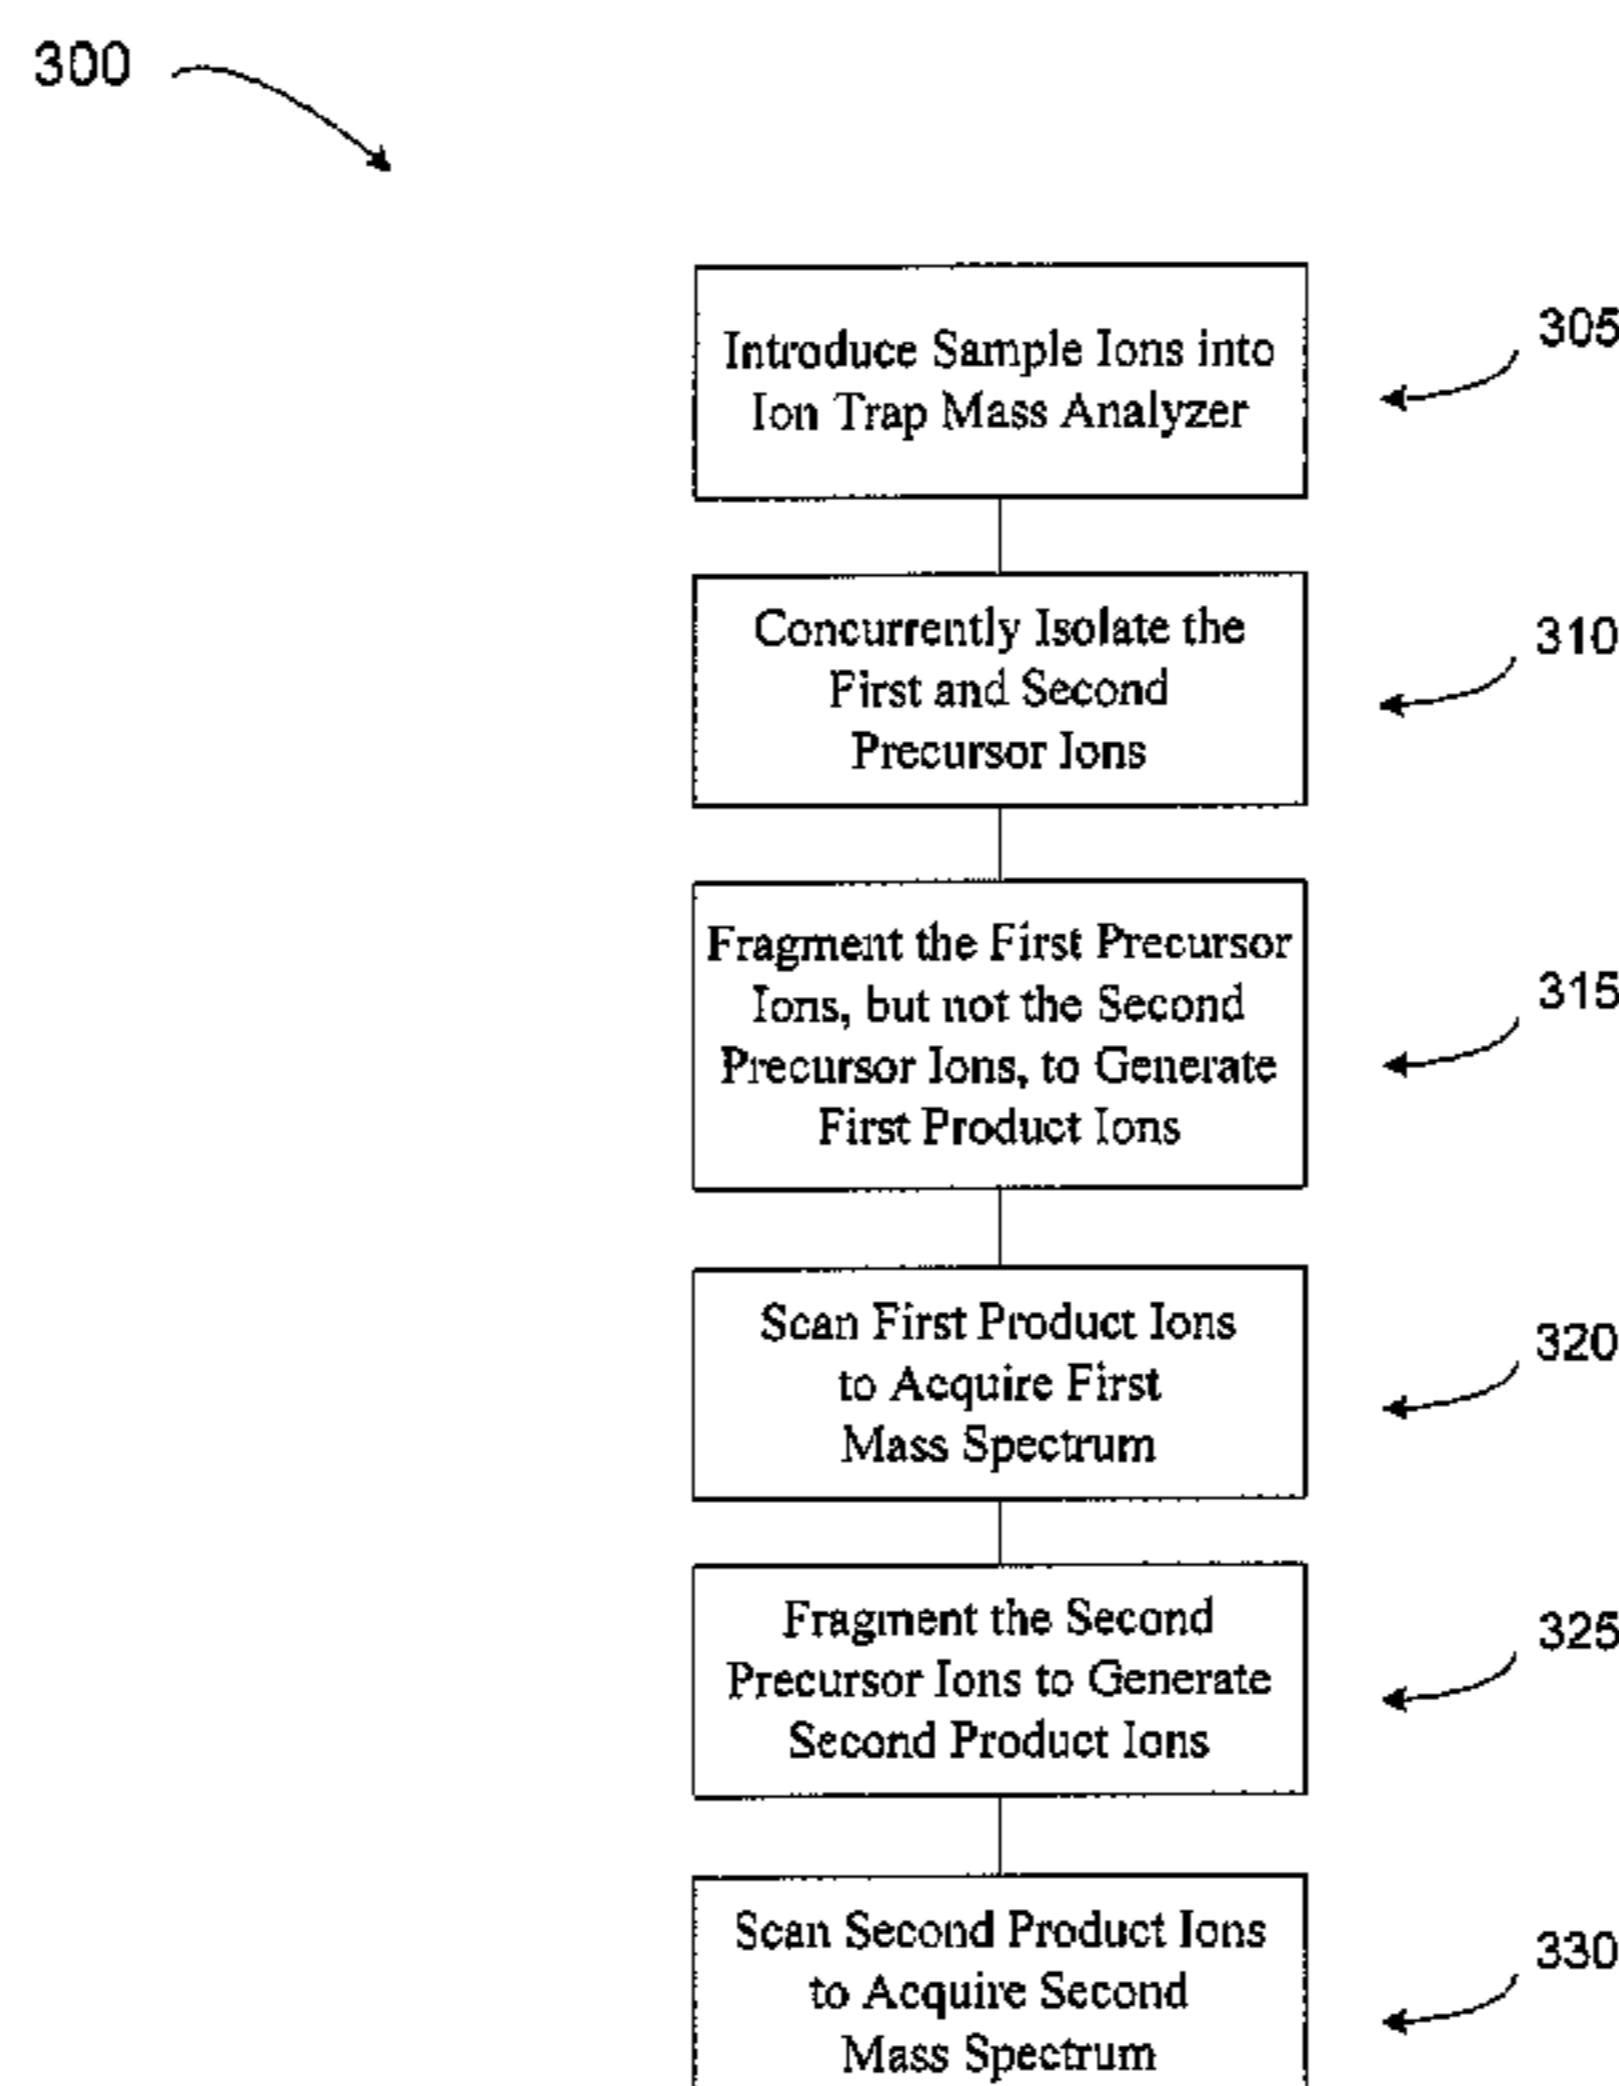 300
Introduce Sample Ions into
Ion Trap Mass Analyzer
305
Concurrently Isolate the
First and Second
Precursor Ions
310
Fragment the First Precursor
Ions, but not the Second
Precursor Ions, to Generate
First Product Ions
315
Scan First Product Ions
to Acquire First
Mass Spectrum
320
Fragment the Second
Precursor Ions to Generate
Second Product Ions
325
Scan Second Product Ions
to Acquire Second
Mass Spectrum
330